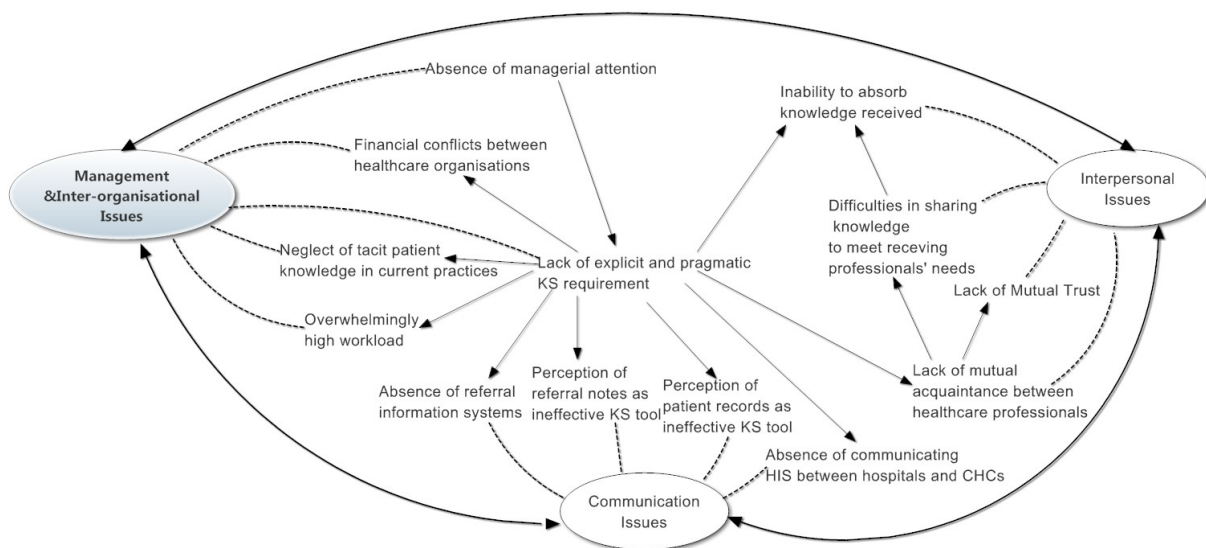 Absence of managerial attention
Inability to absorb
knowledge received
Financial conflicts between
healthcare organisations
Management
&Inter-organisational
Issues
Interpersonal
Issues
Difficulties in sharing
knowledge
to meet receving
professionals' needs
Neglect of tacit patient
knowledge in current practices
Lack of explicit and pragmatic
KS requirement
Lack of Mutual Trust
Overwhelmingly
high workload
Absence of referral
information systems
Perception of
referral notes as
ineffective KS tool
Perception of
patient records as
ineffective KS tool
Lack of mutual
acquaintance between
healthcare professionals
Absence of communicating
HIS between hospitals and CHCs
Communication
Issues